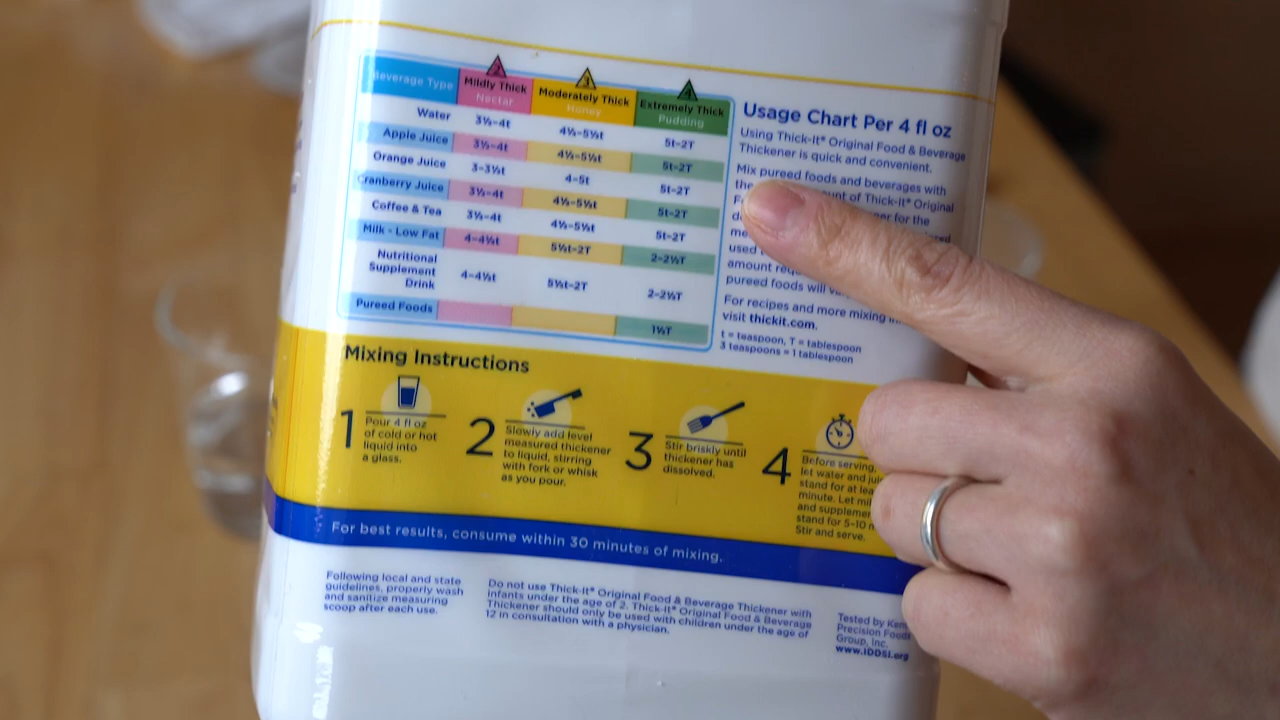 2
3
4
Beverage Type Mildly Thick Moderately Thick Extremely Thick
Nectar Honey Pudding
Water 3½–4t 4½–5½t 5t–2T
Apple Juice 3½–4t 4½–5½t 5t–2T
Orange Juice 3–3½t 4–5t 5t–2T
Cranberry Juice 3½–4t 4½–5½t 5t–2T
Coffee & Tea 3½–4t 4½–5½t 5t–2T
Milk - Low Fat 4–4½t 5½t–2T 2–2½T
Nutritional
Supplement
Drink 4–4½t 5½t–2T 2–2½T
Pureed Foods 1½T
Usage Chart Per 4 fl oz
Using Thick-It® Original Food & Beverage
Thickener is quick and convenient.
Mix pureed foods and beverages with
the of Thick-It® Original
for the
used
amount
pureed foods will
For recipes and more mixing
visit thickit.com.
t = teaspoon, T = tablespoon
3 teaspoons = 1 tablespoon
Mixing Instructions
1
Pour 4 fl oz
of cold or hot
liquid into
a glass.
2
Slowly add level
measured thickener
to liquid, stirring
with fork or whisk
as you pour.
3
Stir briskly until
thickener has
dissolved.
4
Before serving,
let water and
stand for at
minute. Let
and
stand for 5-10
Stir and serve.
For best results, consume within 30 minutes of mixing.
Following local and state
guidelines, properly wash
and sanitize measuring
scoop after each use.
Do not use Thick-It® Original Food & Beverage Thickener with
infants under the age of 2. Thick-It® Original Food & Beverage
Thickener should only be used with children under the age of
12 in consultation with a physician.
Tested by
Precision Foods
Group, Inc.
www.IDDSI.org